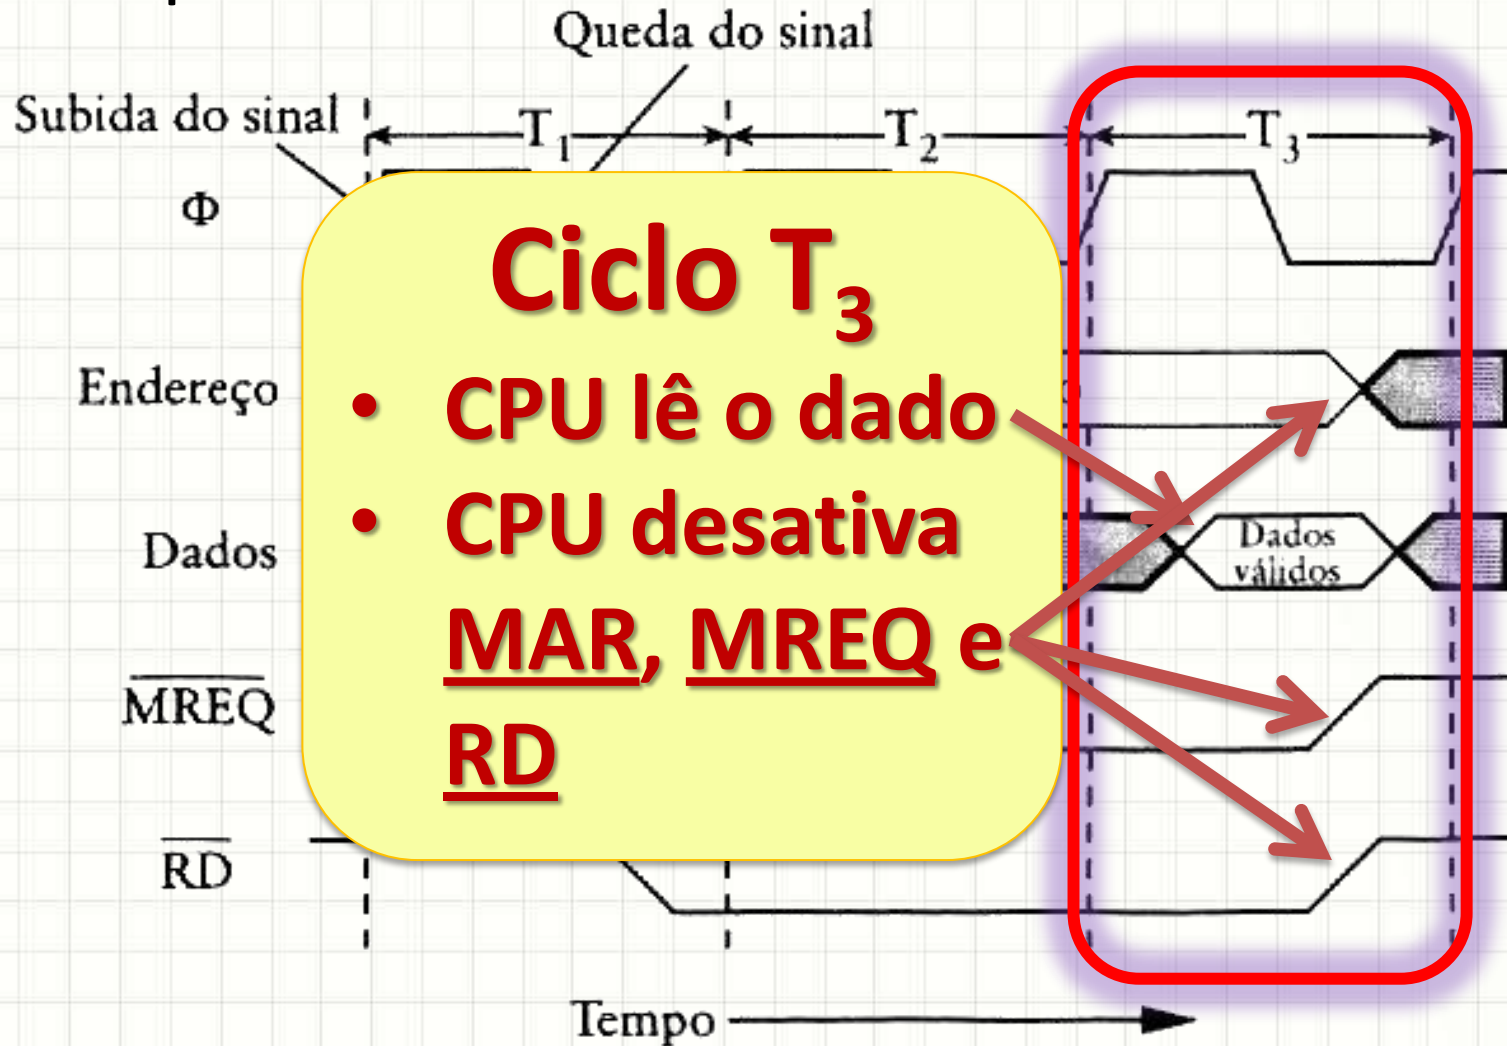 Queda do sinal
Subida do sinal
T1
T2
T3
Φ
Ciclo T3
• CPU lê o dado
• CPU desativa
MAR, MREQ e
RD
Endereço
Dados
Dados
válidos
MREQ
RD
Tempo